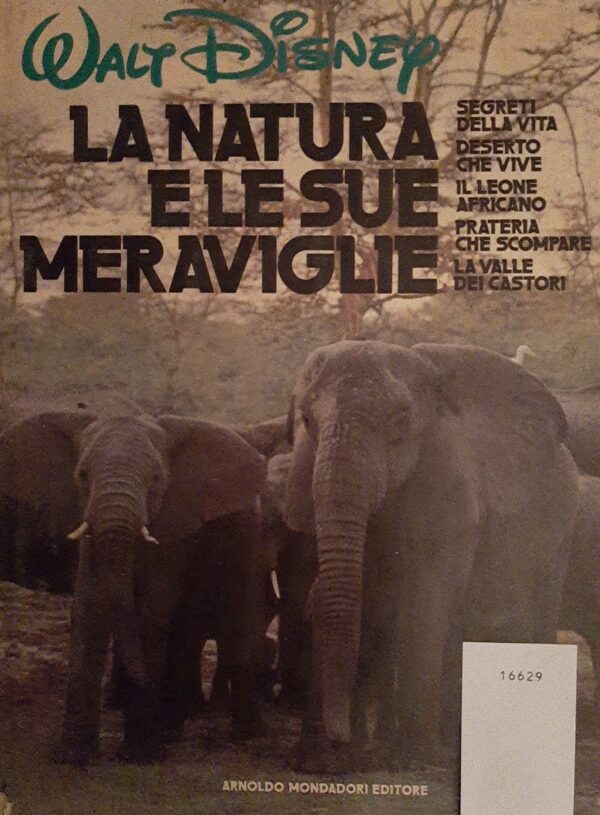 WALT DISNEY
LA NATURA
E LE SUE
MERAVIGLIE
SEGRETI
DELLA VITA
DESERTO
CHE VIVE
IL LEONE
AFRICANO
PRATERIA
CHE SCOMPARE
LA VALLE
DEI CASTORI
16629
ARNOLDO MONDADORI EDITORE